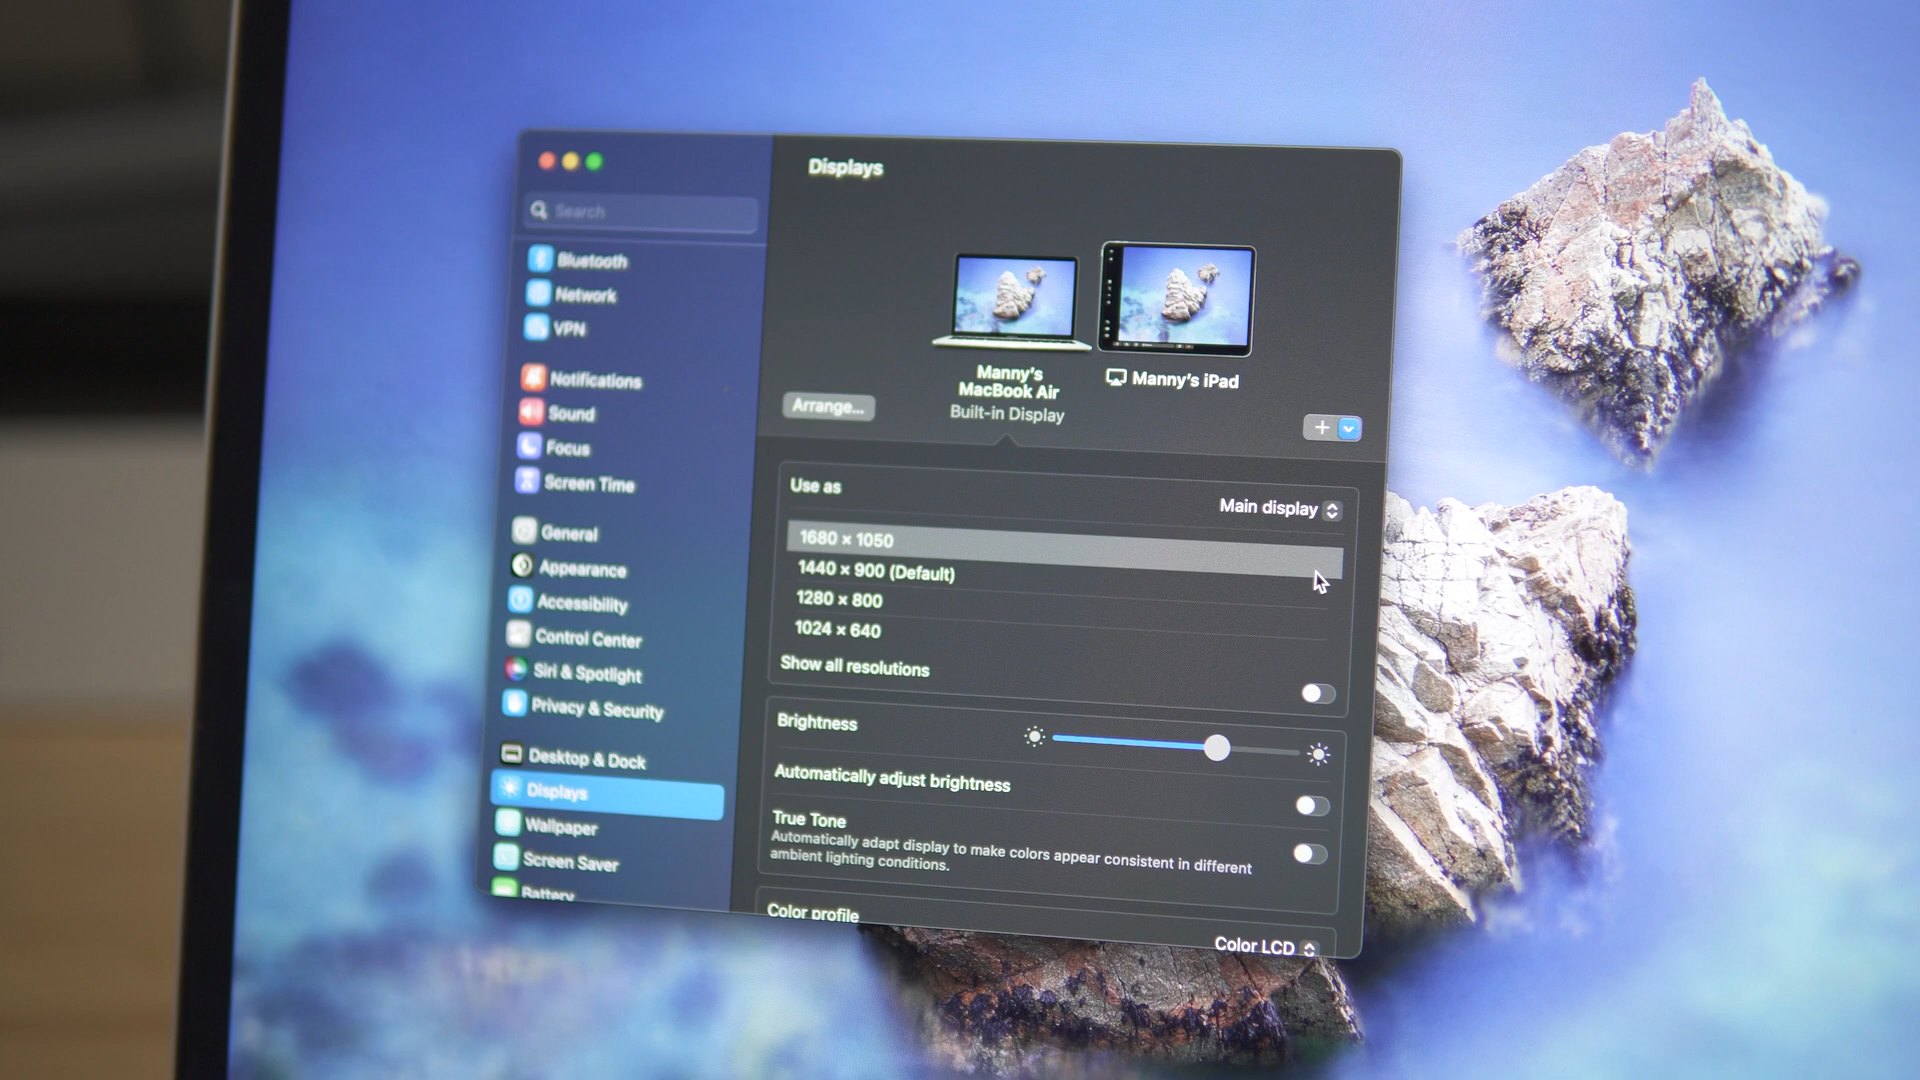 Search
Bluetooth
Network
VPN
Notifications
Sound
Focus
Screen Time
General
Appearance
Accessibility
Control Center
Siri & Spotlight
Privacy & Security
Desktop & Dock
Displays
Wallpaper
Screen Saver
Battery
Displays
Manny's
MacBook Air
Built-in Display
Manny's iPad
Arrange...
Use as
Main display
1680 × 1050
1440 × 900 (Default)
1280 × 800
1024 × 640
Show all resolutions
Brightness
Automatically adjust brightness
True Tone
Automatically adapt display to make colors appear consistent in different
ambient lighting conditions.
Color profile
Color LCD